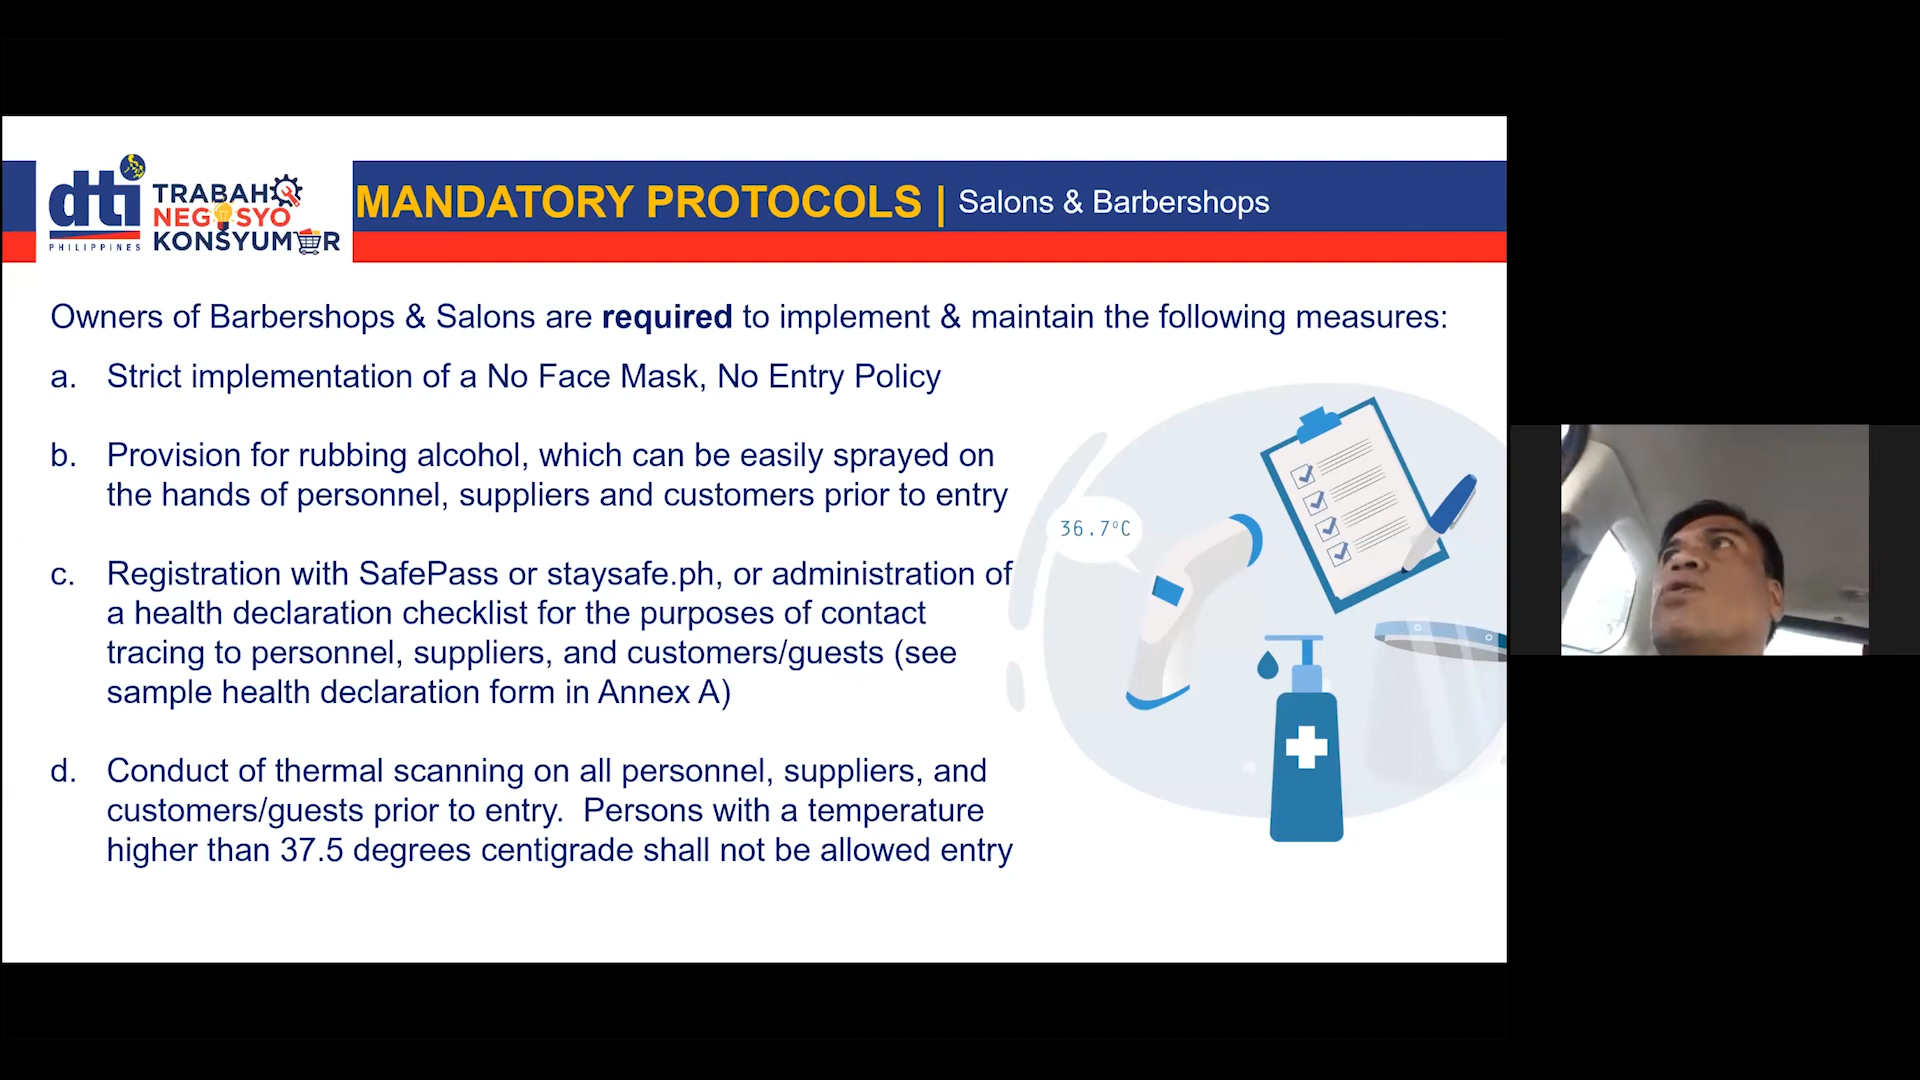 dti
PHILIPPINES
TRABAHO
NEGOSYO
KONSYUMER
MANDATORY PROTOCOLS | Salons & Barbershops
Owners of Barbershops & Salons are required to implement & maintain the following measures:
a. Strict implementation of a No Face Mask, No Entry Policy
b. Provision for rubbing alcohol, which can be easily sprayed on
the hands of personnel, suppliers and customers prior to entry
c. Registration with SafePass or staysafe.ph, or administration of
a health declaration checklist for the purposes of contact
tracing to personnel, suppliers, and customers/guests (see
sample health declaration form in Annex A)
d. Conduct of thermal scanning on all personnel, suppliers, and
customers/guests prior to entry. Persons with a temperature
higher than 37.5 degrees centigrade shall not be allowed entry
36.7°C